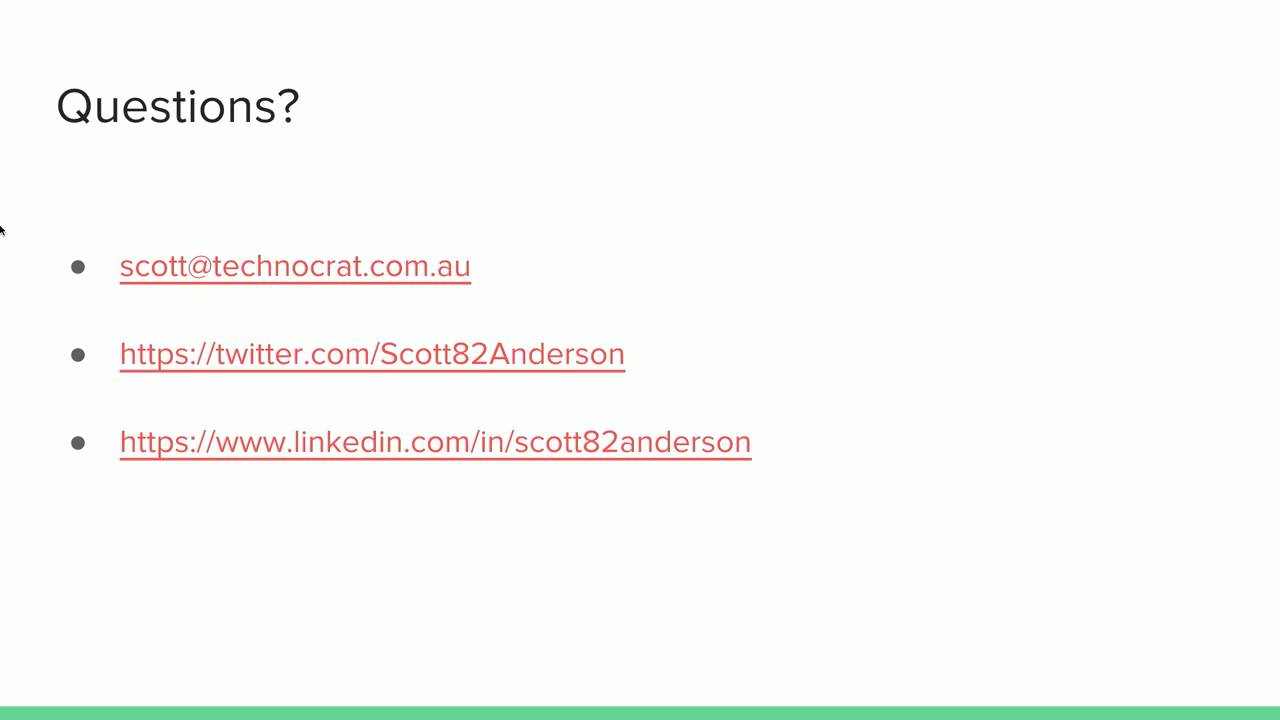 Questions?
scott@technocrat.com.au
https://twitter.com/Scott82Anderson
https://www.linkedin.com/in/scott82anderson